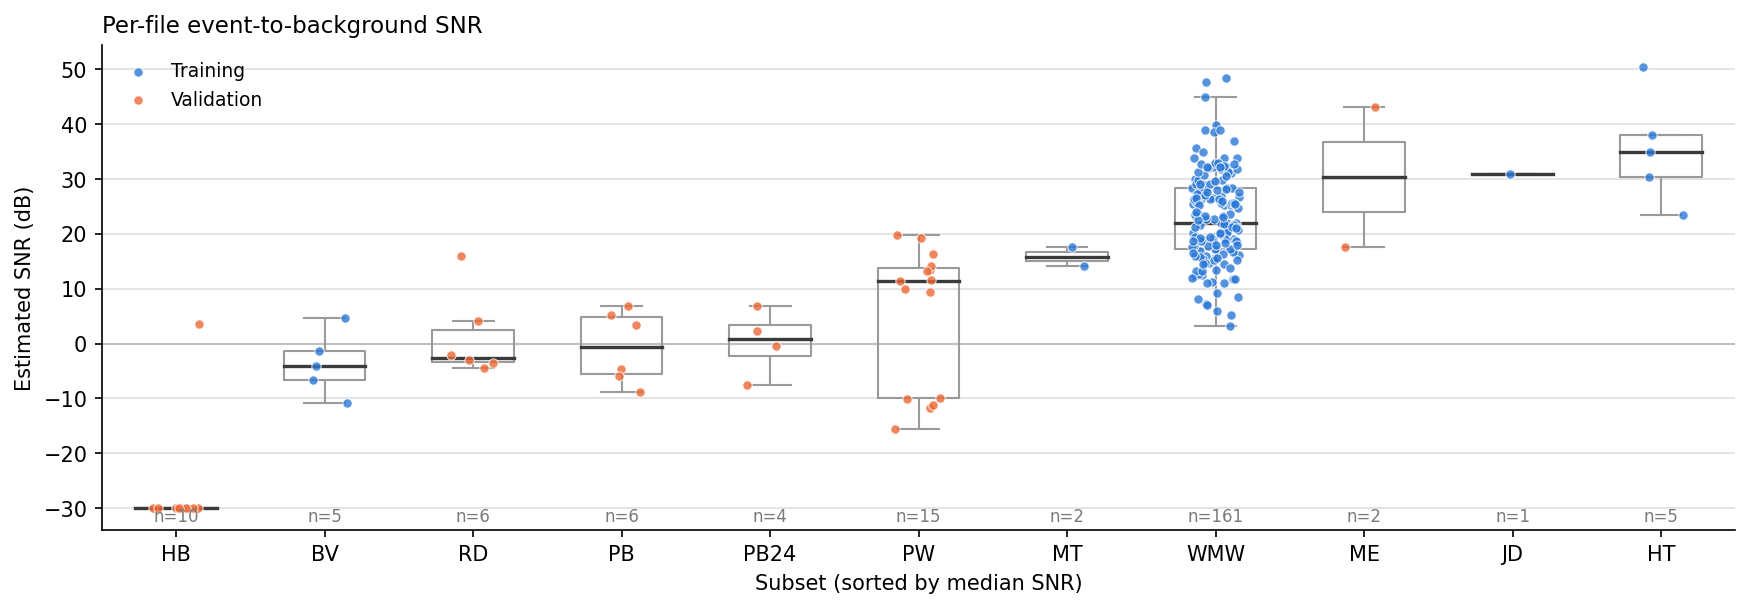 Per-file event-to-background SNR
Training
Validation
Estimated SNR (dB)
50
40
30
20
10
0
−10
−20
−30
n=10 n=5 n=6 n=6 n=4 n=15 n=2 n=161 n=2 n=1 n=5
HB BV RD PB PB24 PW MT WMW ME JD HT
Subset (sorted by median SNR)